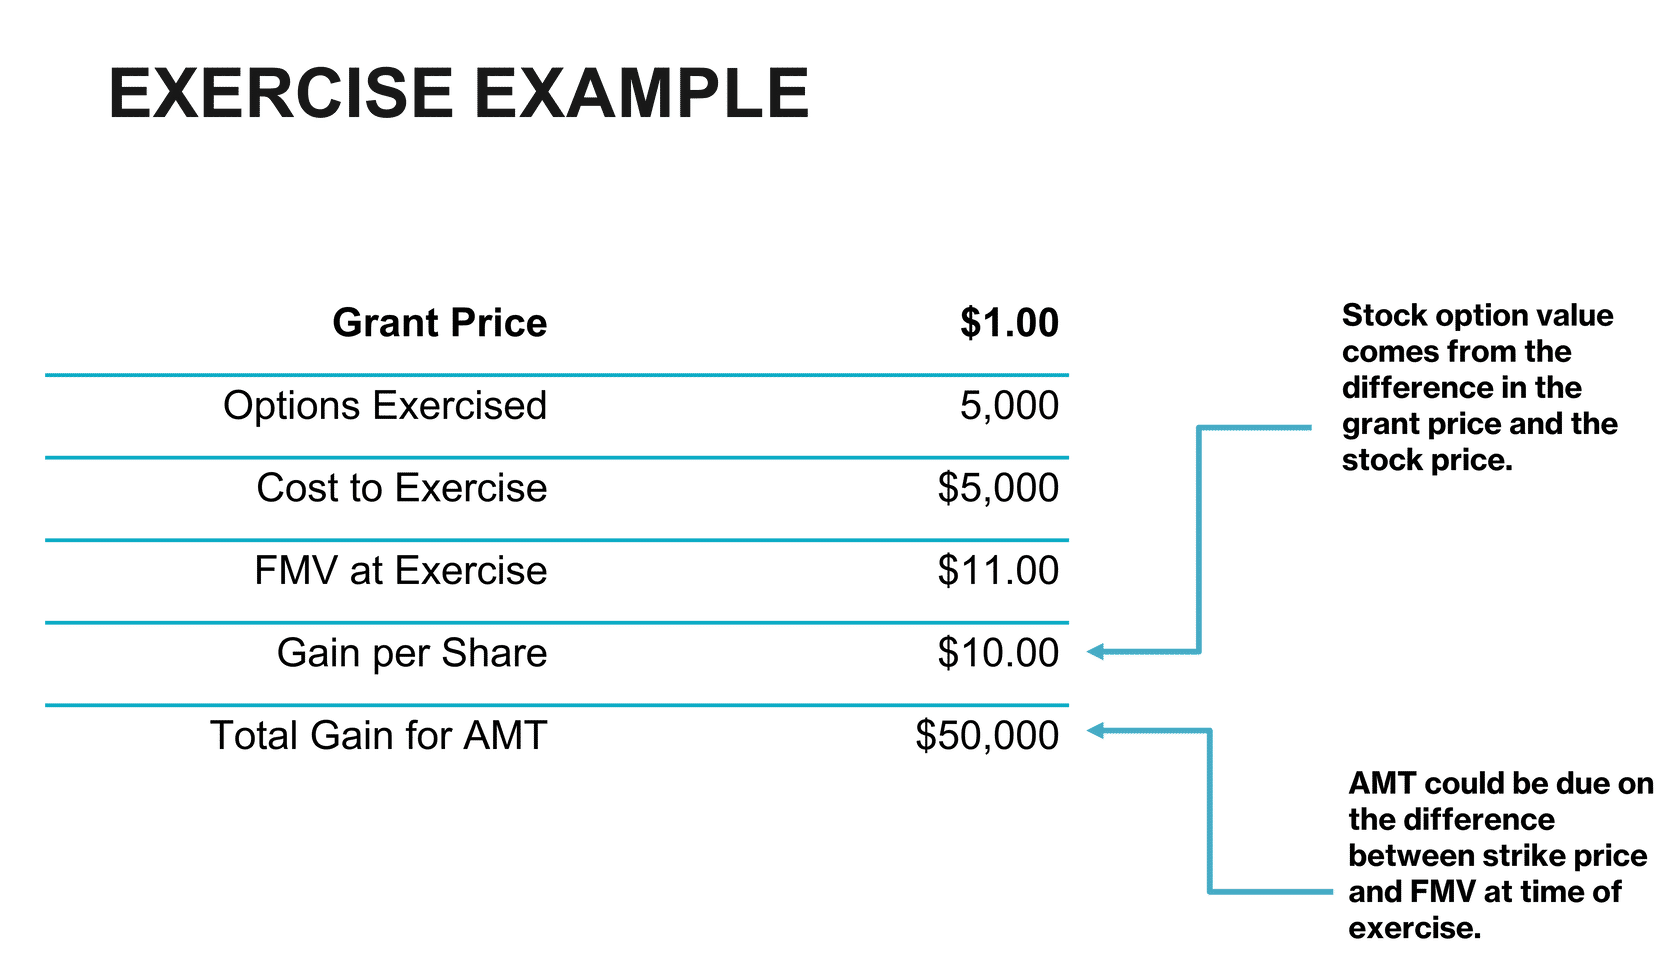 EXERCISE EXAMPLE
Grant Price $1.00
Options Exercised 5,000
Cost to Exercise $5,000
FMV at Exercise $11.00
Gain per Share $10.00
Total Gain for AMT $50,000
Stock option value
comes from the
difference in the
grant price and the
stock price.
AMT could be due on
the difference
between strike price
and FMV at time of
exercise.